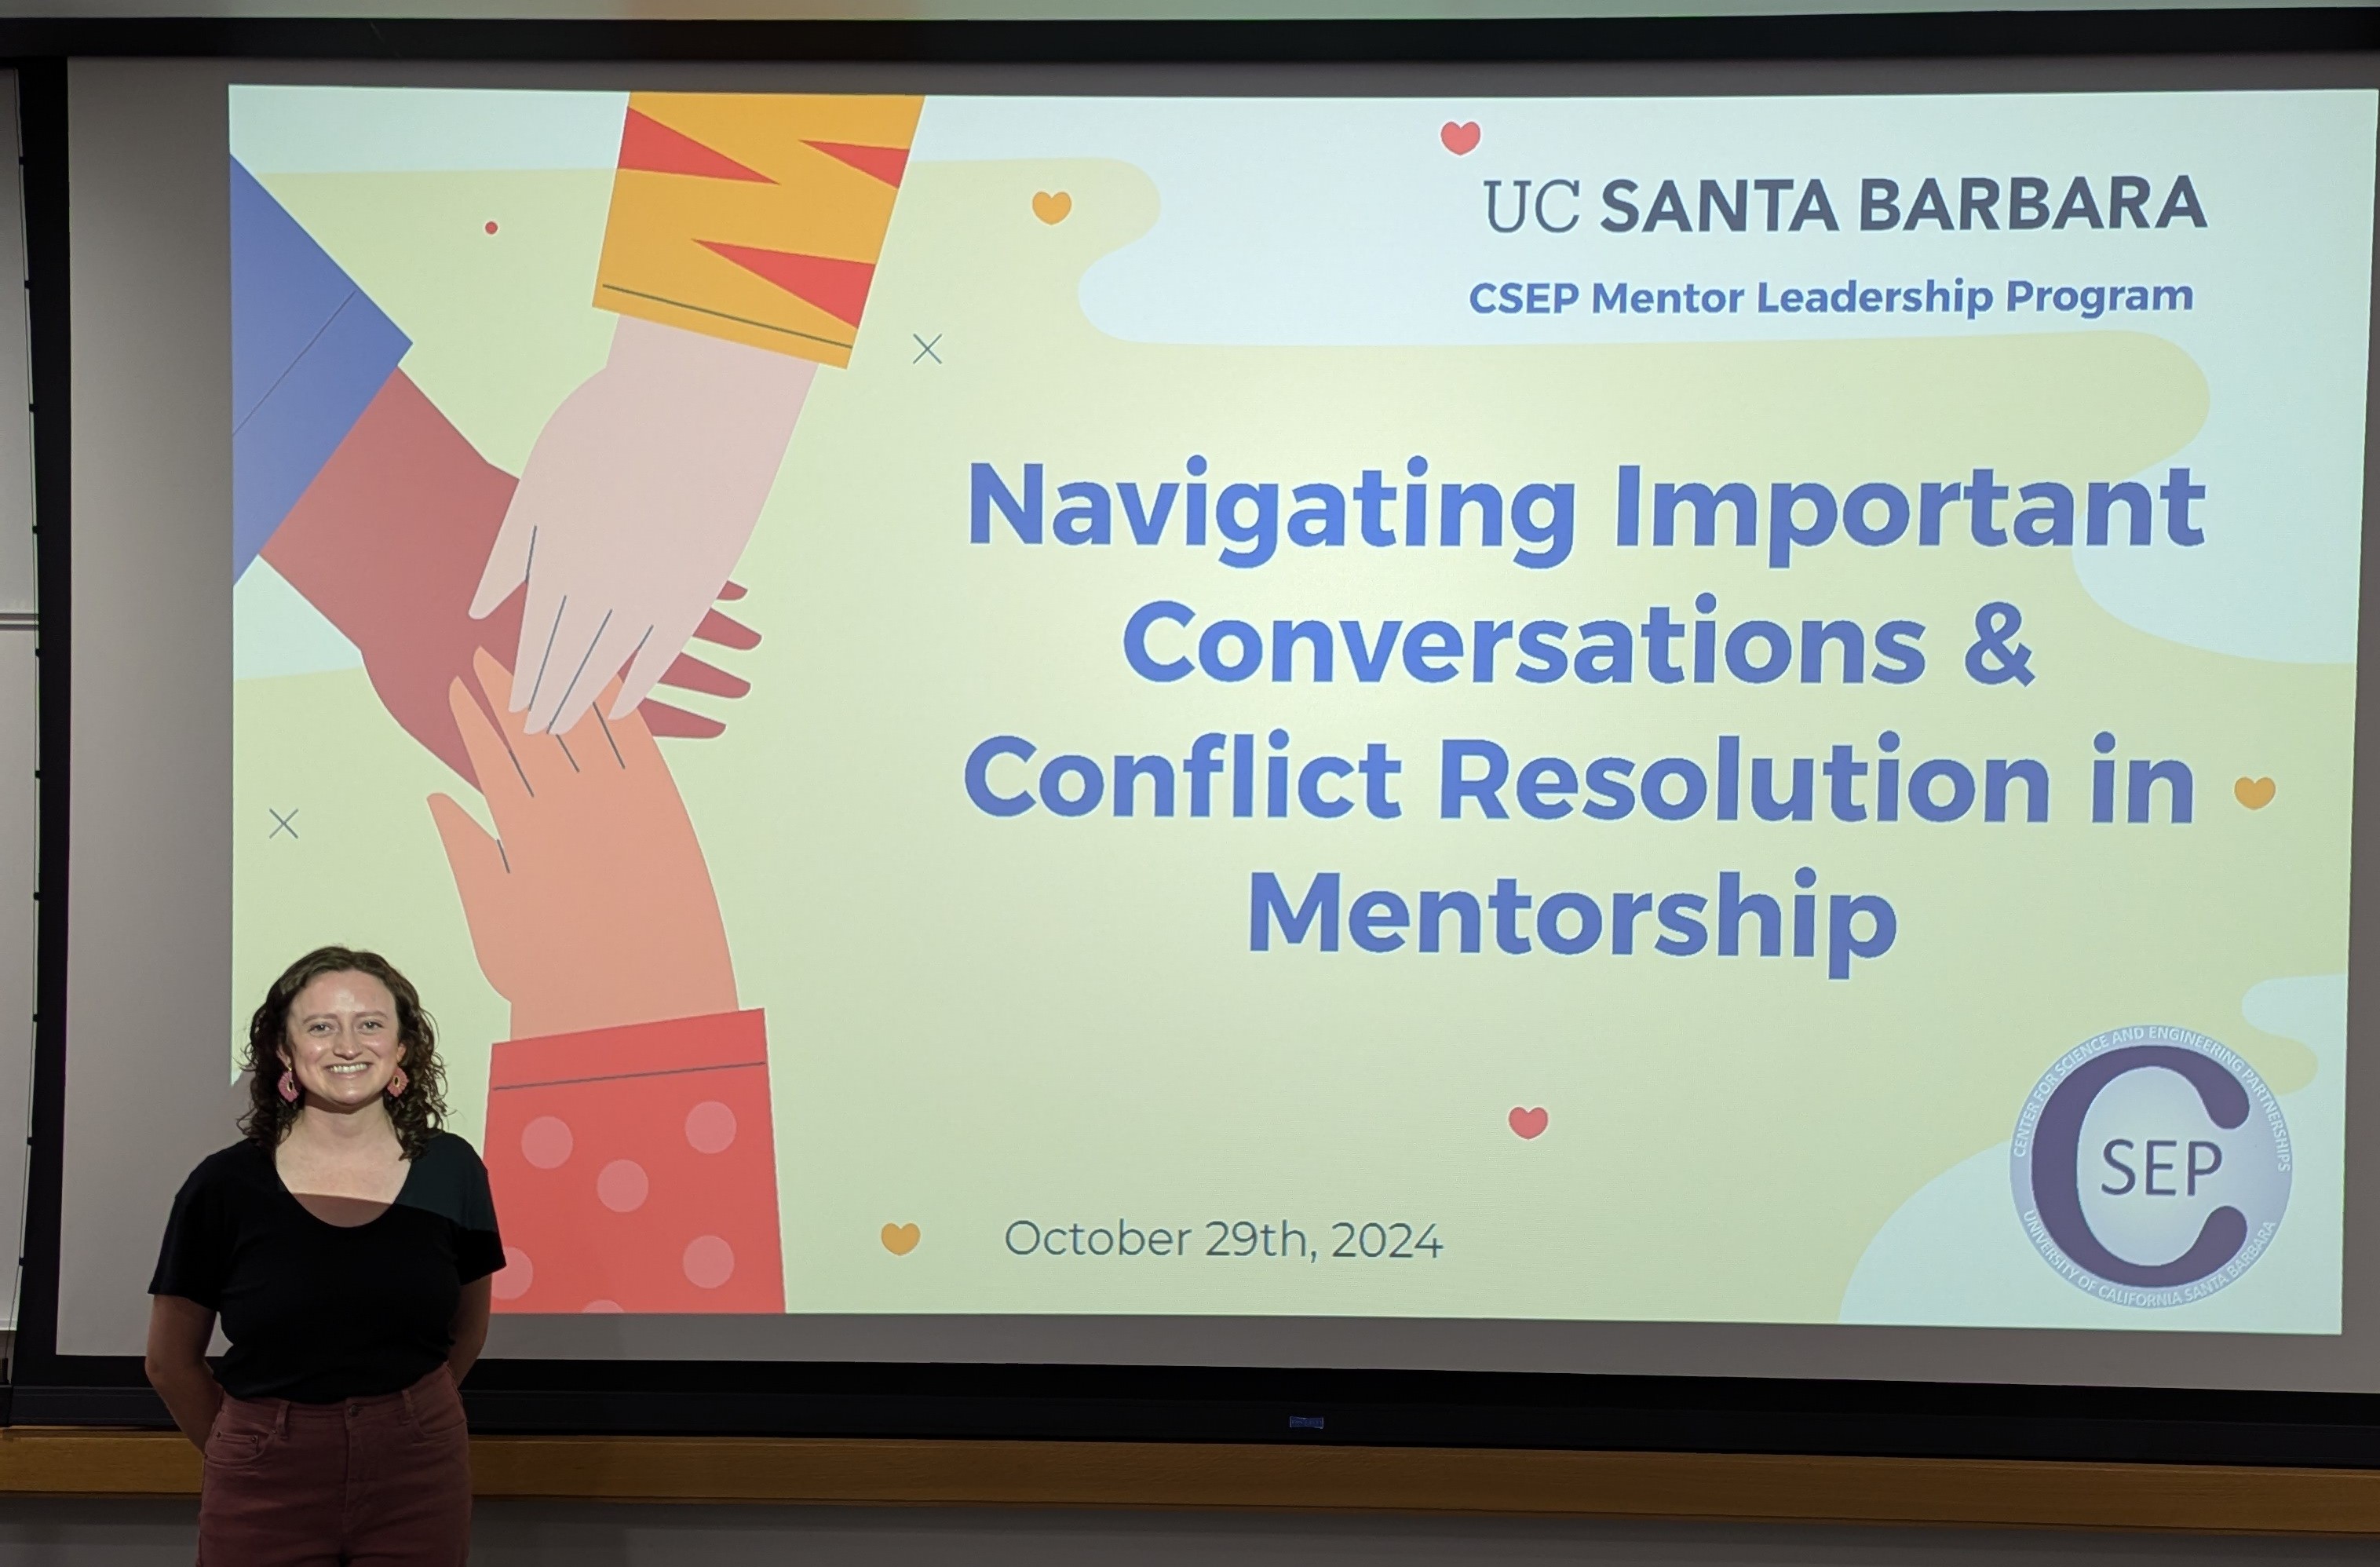 UC SANTA BARBARA
CSEP Mentor Leadership Program
Navigating Important
Conversations &
Conflict Resolution in
Mentorship
October 29th, 2024
CENTER FOR SCIENCE AND ENGINEERING PARTNERSHIPS
CSEP
UNIVERSITY OF CALIFORNIA SANTA BARBARA